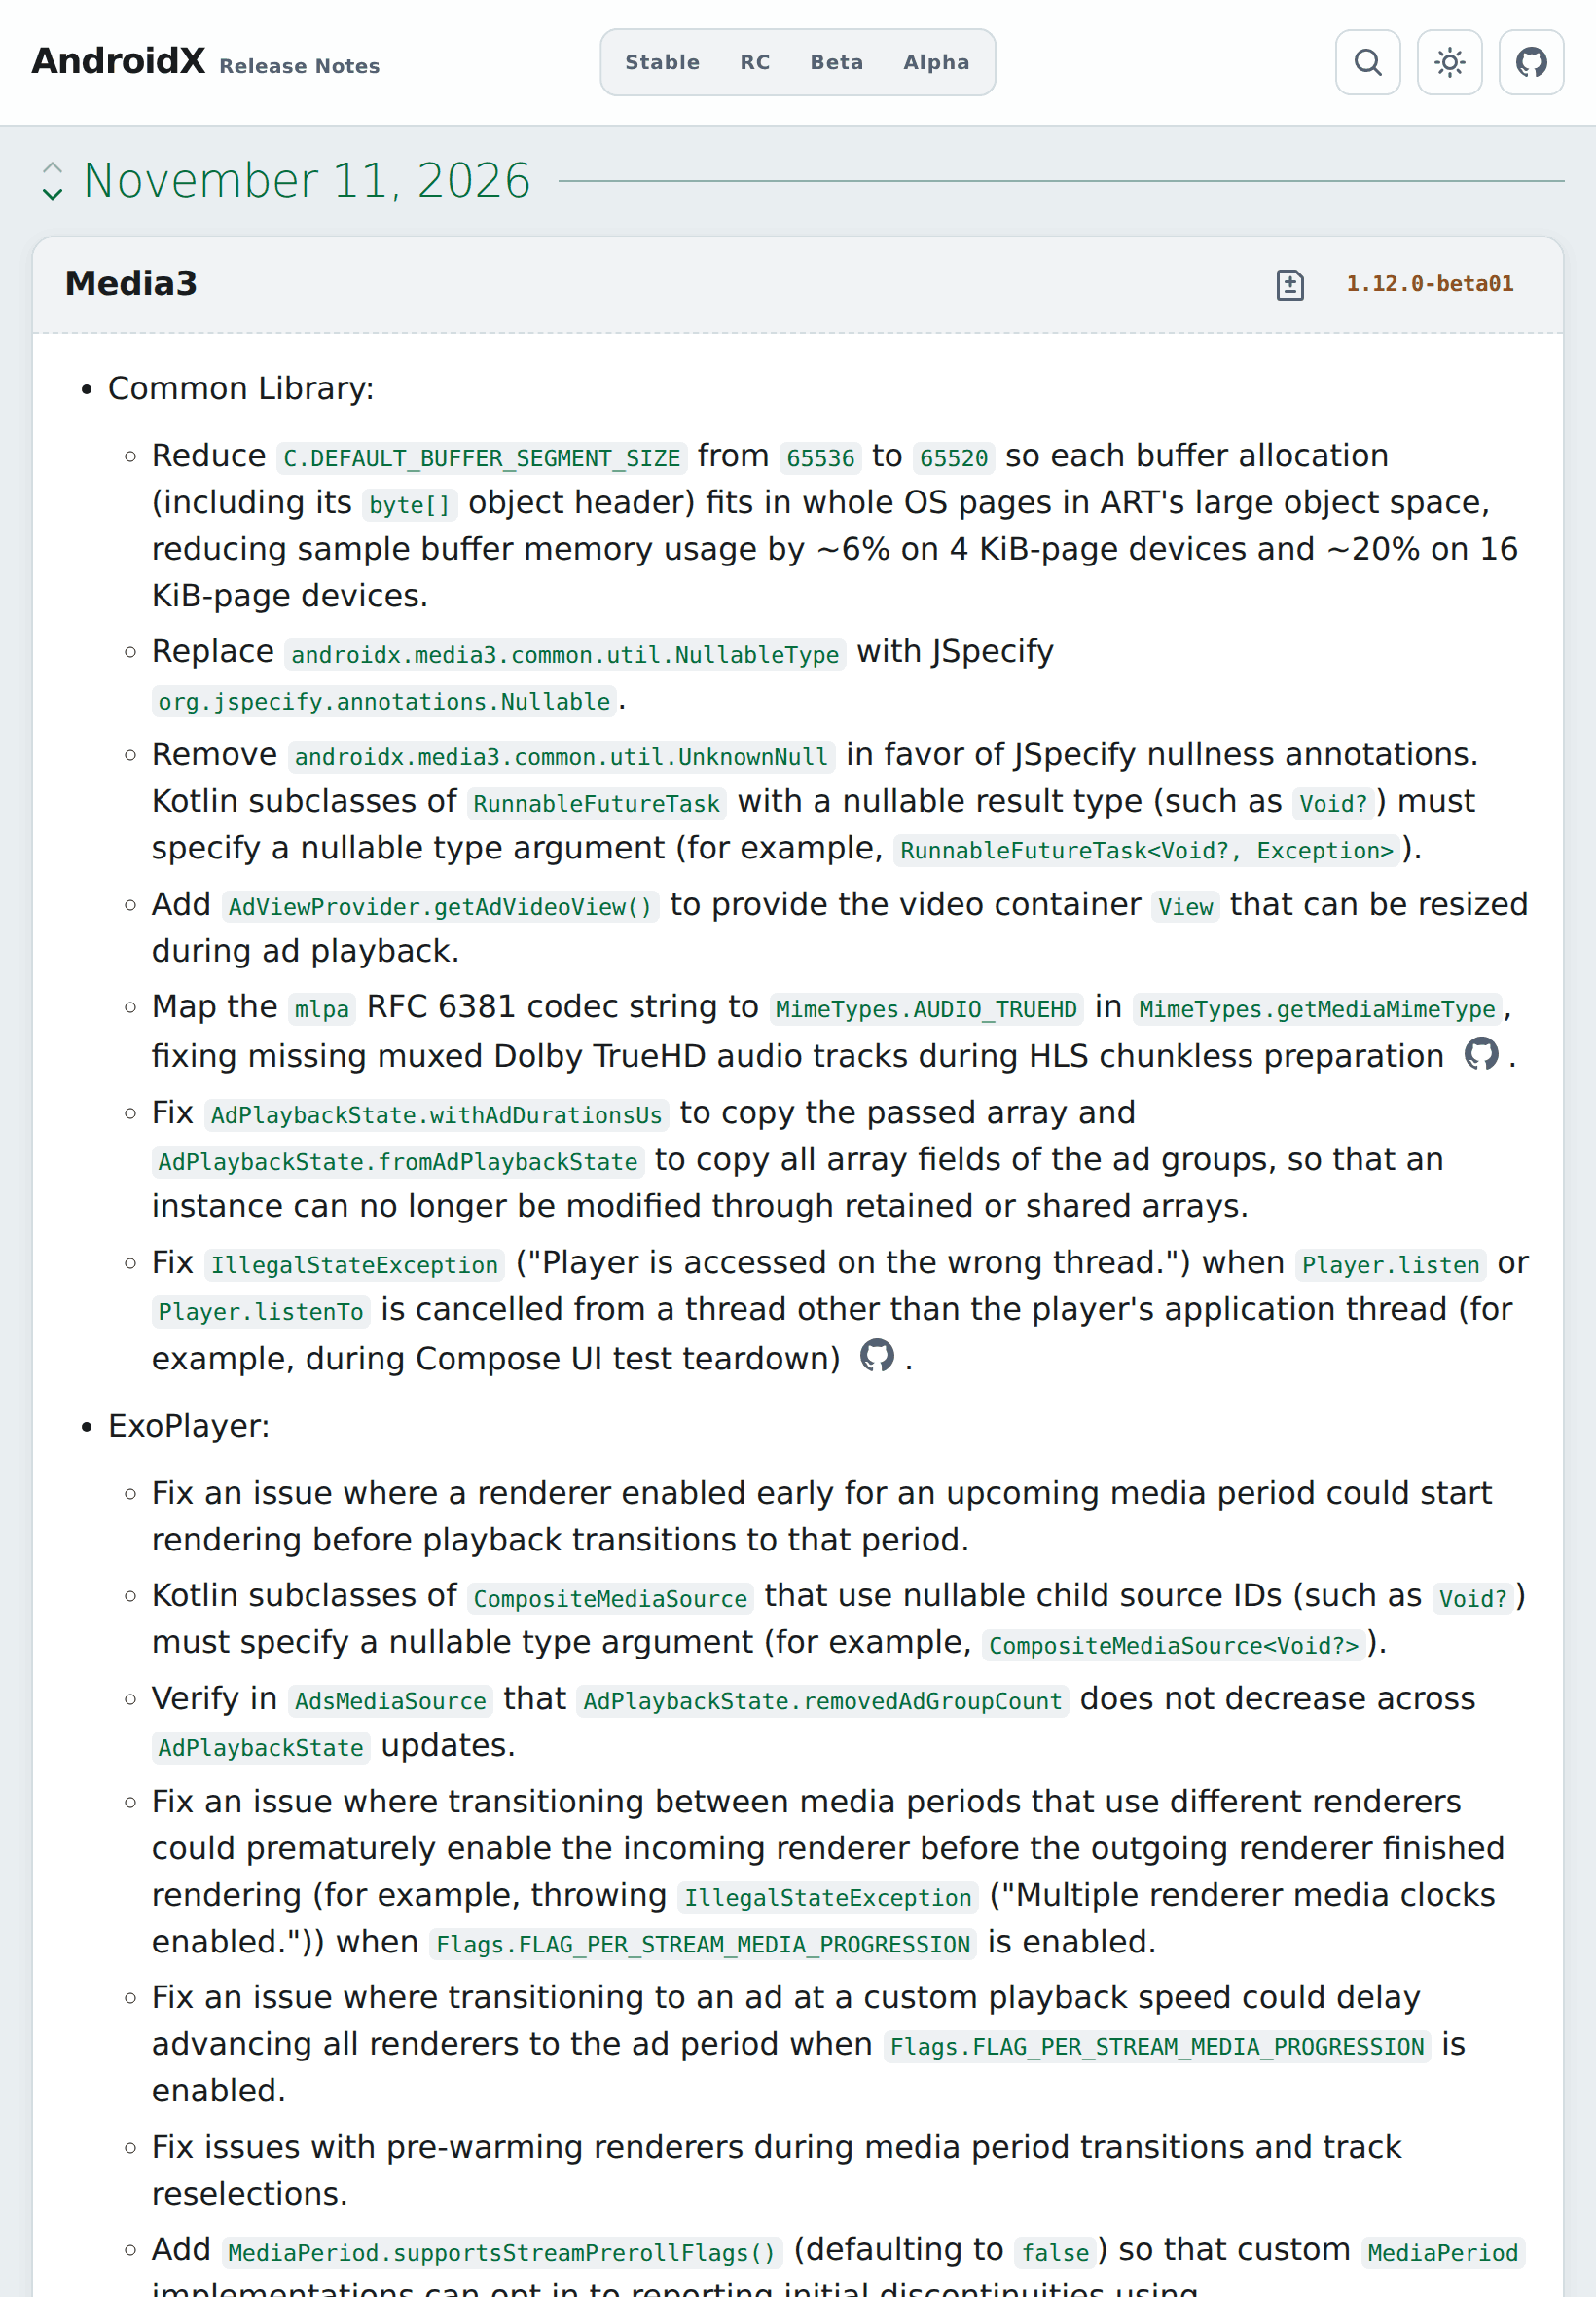 AndroidX Release Notes
Stable RC Beta Alpha
November 11, 2026
Media3
1.12.0-beta01
Common Library:
Reduce C.DEFAULT_BUFFER_SEGMENT_SIZE from 65536 to 65520 so each buffer allocation
(including its byte[] object header) fits in whole OS pages in ART's large object space,
reducing sample buffer memory usage by ~6% on 4 KiB-page devices and ~20% on 16
KiB-page devices.
Replace androidx.media3.common.util.NullableType with JSpecify
org.jspecify.annotations.Nullable.
Remove androidx.media3.common.util.UnknownNull in favor of JSpecify nullness annotations.
Kotlin subclasses of RunnableFutureTask with a nullable result type (such as Void?) must
specify a nullable type argument (for example, RunnableFutureTask<Void?, Exception>).
Add AdViewProvider.getAdVideoView() to provide the video container View that can be resized
during ad playback.
Map the mlpa RFC 6381 codec string to MimeTypes.AUDIO_TRUEHD in MimeTypes.getMediaMimeType,
fixing missing muxed Dolby TrueHD audio tracks during HLS chunkless preparation .
Fix AdPlaybackState.withAdDurationsUs to copy the passed array and
AdPlaybackState.fromAdPlaybackState to copy all array fields of the ad groups, so that an
instance can no longer be modified through retained or shared arrays.
Fix IllegalStateException ("Player is accessed on the wrong thread.") when Player.listen or
Player.listenTo is cancelled from a thread other than the player's application thread (for
example, during Compose UI test teardown) .
ExoPlayer:
Fix an issue where a renderer enabled early for an upcoming media period could start
rendering before playback transitions to that period.
Kotlin subclasses of CompositeMediaSource that use nullable child source IDs (such as Void?)
must specify a nullable type argument (for example, CompositeMediaSource<Void?>).
Verify in AdsMediaSource that AdPlaybackState.removedAdGroupCount does not decrease across
AdPlaybackState updates.
Fix an issue where transitioning between media periods that use different renderers
could prematurely enable the incoming renderer before the outgoing renderer finished
rendering (for example, throwing IllegalStateException ("Multiple renderer media clocks
enabled.")) when Flags.FLAG_PER_STREAM_MEDIA_PROGRESSION is enabled.
Fix an issue where transitioning to an ad at a custom playback speed could delay
advancing all renderers to the ad period when Flags.FLAG_PER_STREAM_MEDIA_PROGRESSION is
enabled.
Fix issues with pre-warming renderers during media period transitions and track
reselections.
Add MediaPeriod.supportsStreamPrerollFlags() (defaulting to false) so that custom MediaPeriod
implementations can opt in to reporting initial discontinuities using